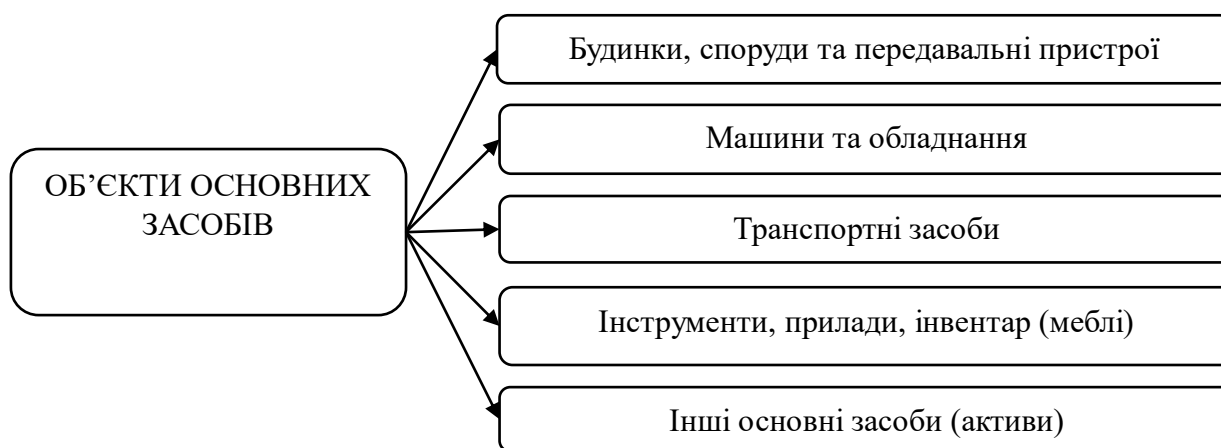 ОБ’ЄКТИ ОСНОВНИХ
ЗАСОБІВ
Будинки, споруди та передавальні пристрої
Машини та обладнання
Транспортні засоби
Інструменти, прилади, інвентар (меблі)
Інші основні засоби (активи)